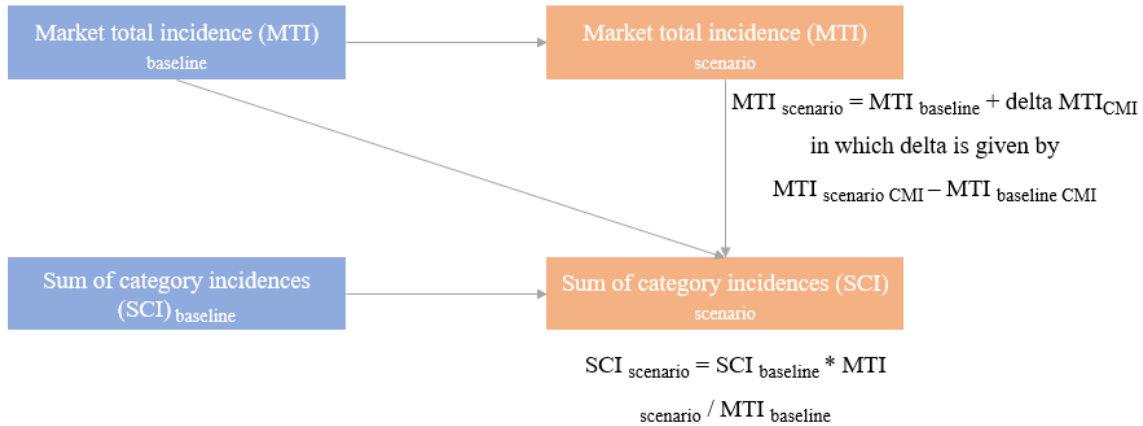 Market total incidence (MTI)
baseline
Market total incidence (MTI)
scenario
MTI scenario = MTI baseline + delta MTICMI
in which delta is given by
MTI scenario CMI – MTI baseline CMI
Sum of category incidences
(SCI) baseline
Sum of category incidences (SCI)
scenario
SCI scenario = SCI baseline * MTI
scenario / MTI baseline